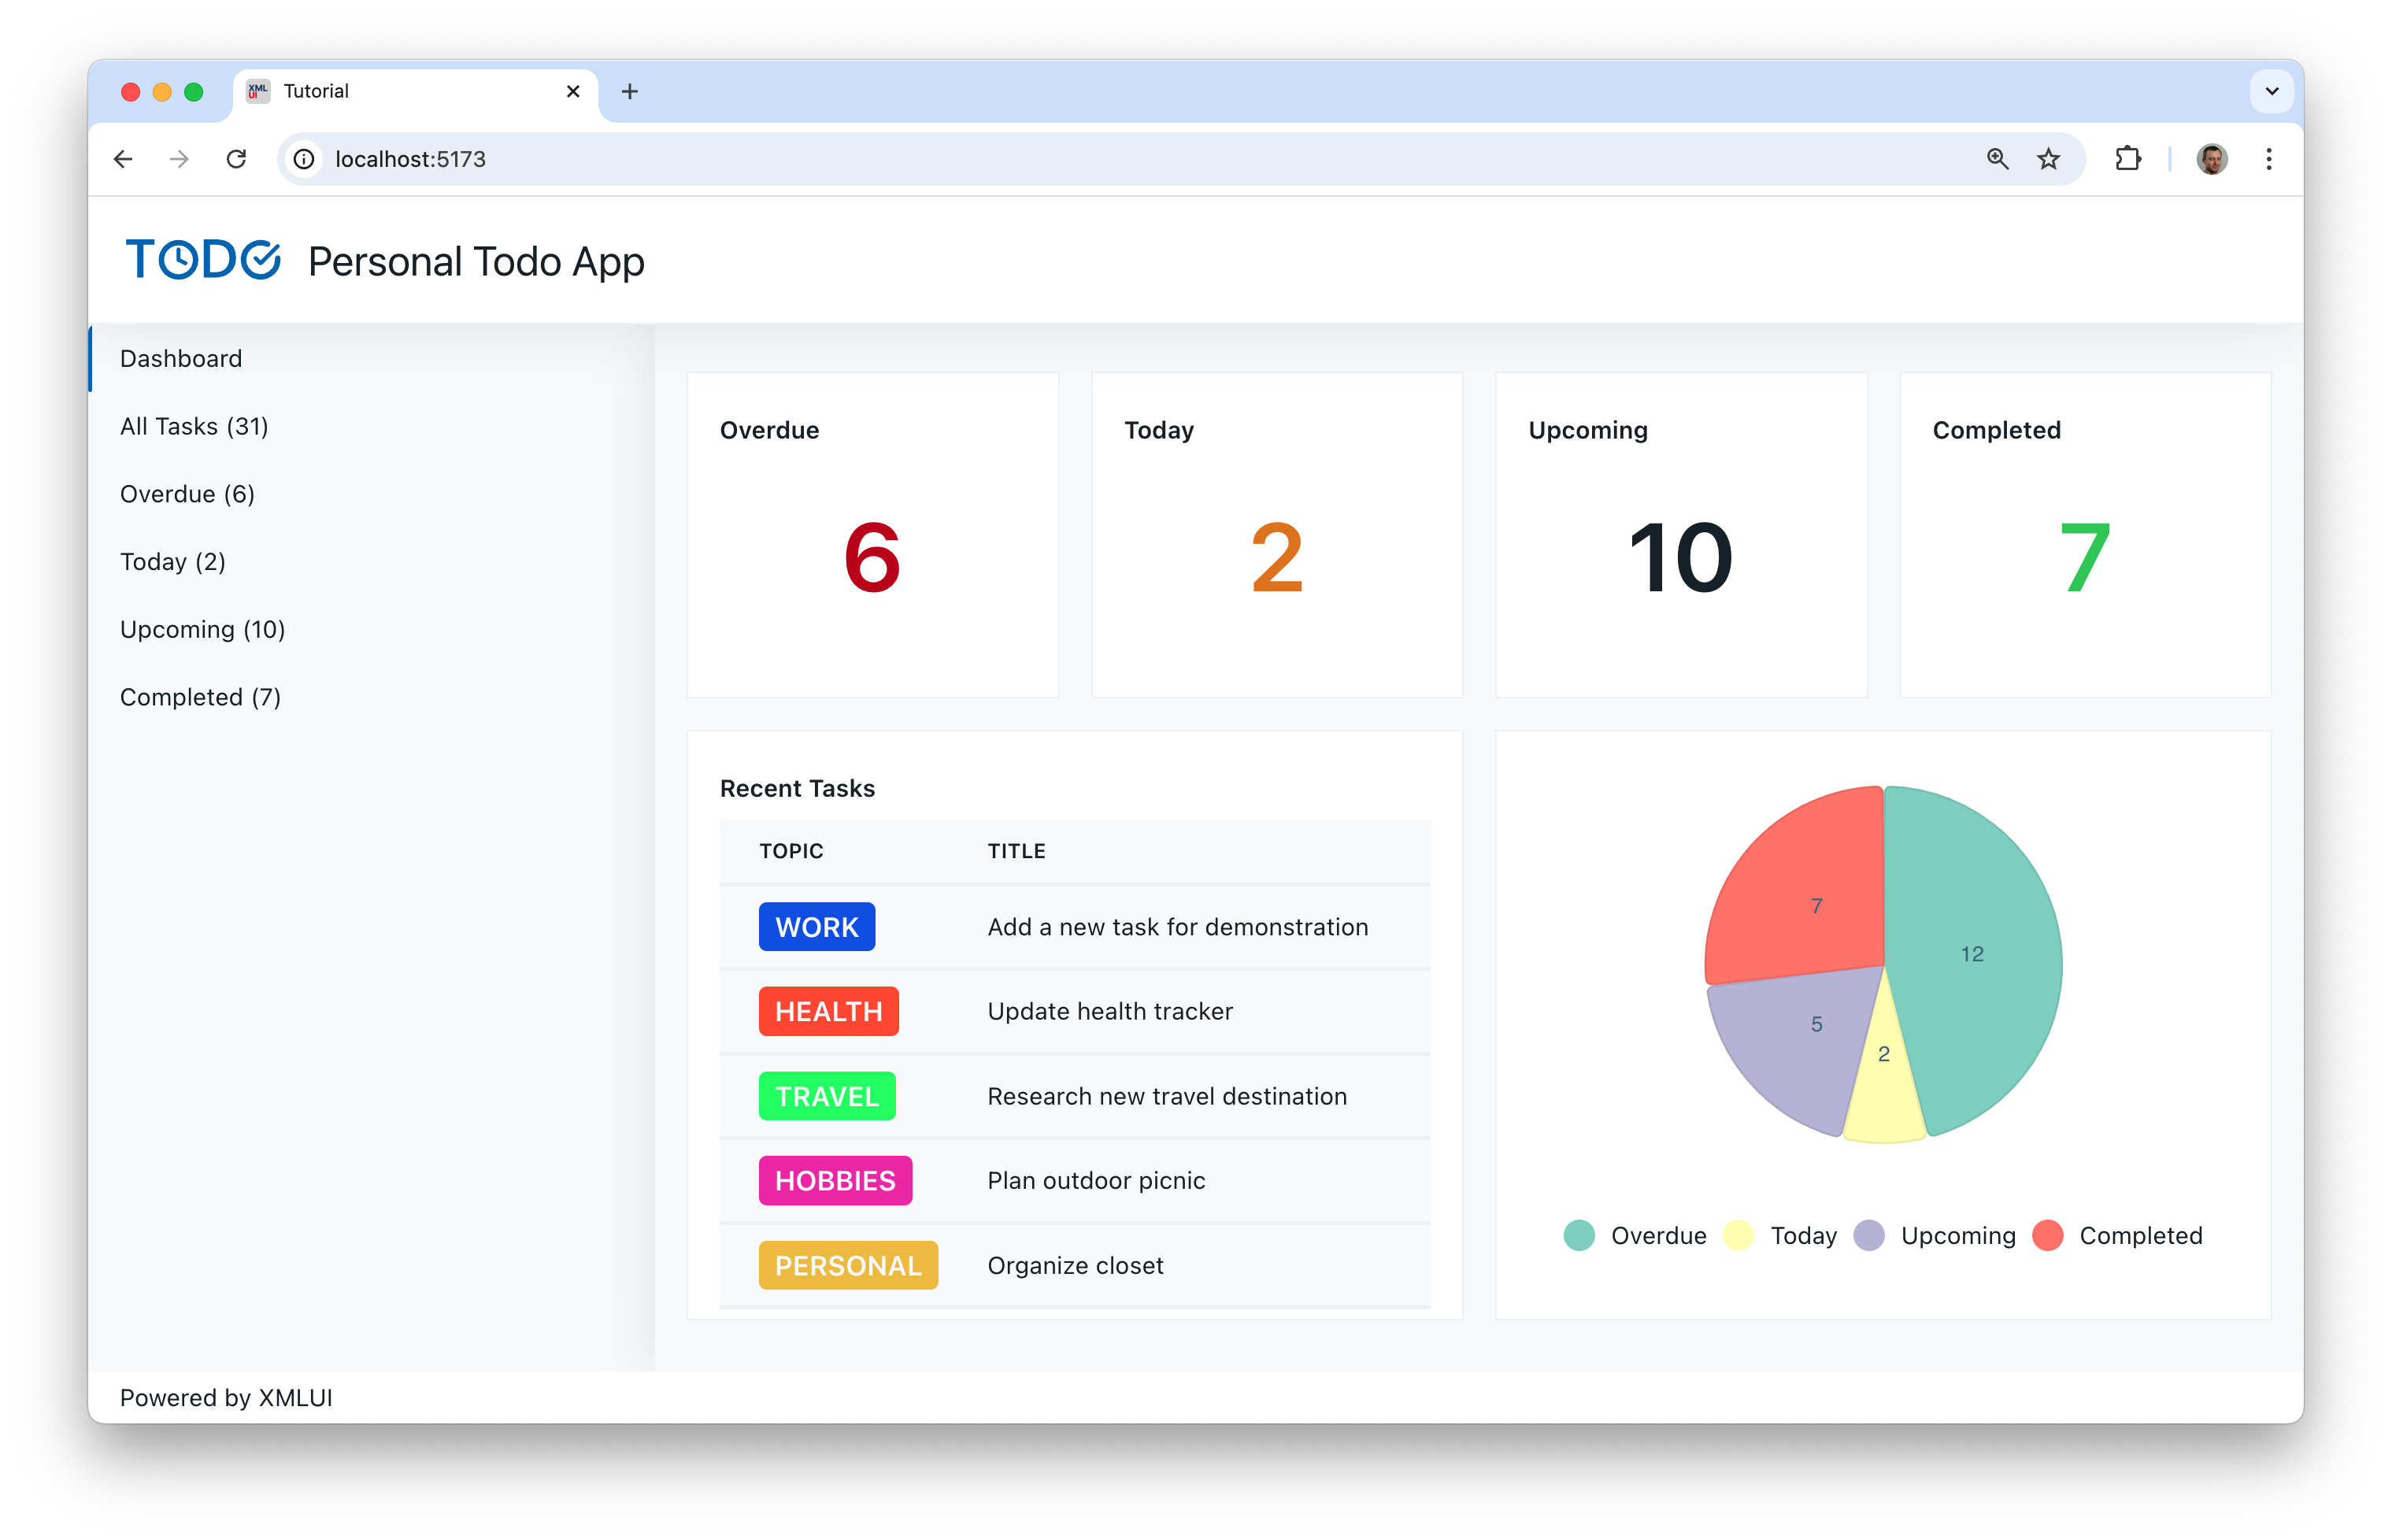 XML
UI
Tutorial
localhost:5173
TODO Personal Todo App
Dashboard
All Tasks (31)
Overdue (6)
Today (2)
Upcoming (10)
Completed (7)
Overdue
6
Today
2
Upcoming
10
Completed
7
Recent Tasks
TOPIC TITLE
WORK Add a new task for demonstration
HEALTH Update health tracker
TRAVEL Research new travel destination
HOBBIES Plan outdoor picnic
PERSONAL Organize closet
7
12
5
2
Overdue Today Upcoming Completed
Powered by XMLUI